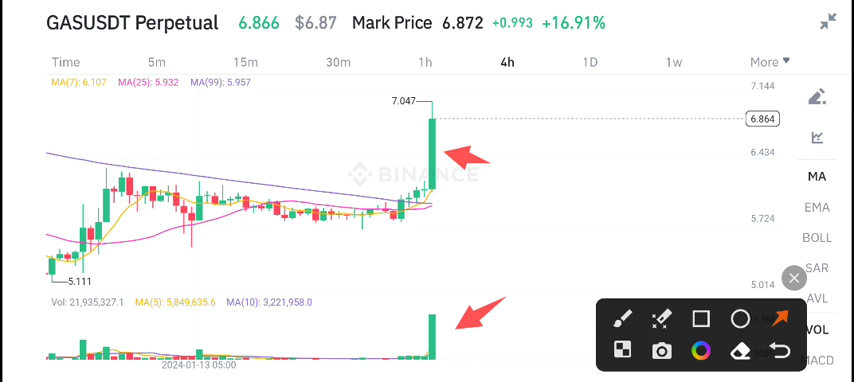 GASUSDT Perpetual 6.866 $6.87 Mark Price 6.872 +0.993 +16.91%
Time 5m 15m 30m 1h 4h 1D 1w More
MA(7): 6.107 MA(25): 5.932 MA(99): 5.957
7.144
7.047
6.864
6.434
BINANCE
MA
EMA
5.724
BOLL
SAR
5.111
5.014
AVL
Vol: 21,935,327.1 MA(5): 5,849,635.6 MA(10): 3,221,958.0
VOL
MACD
2024-01-13 05:00